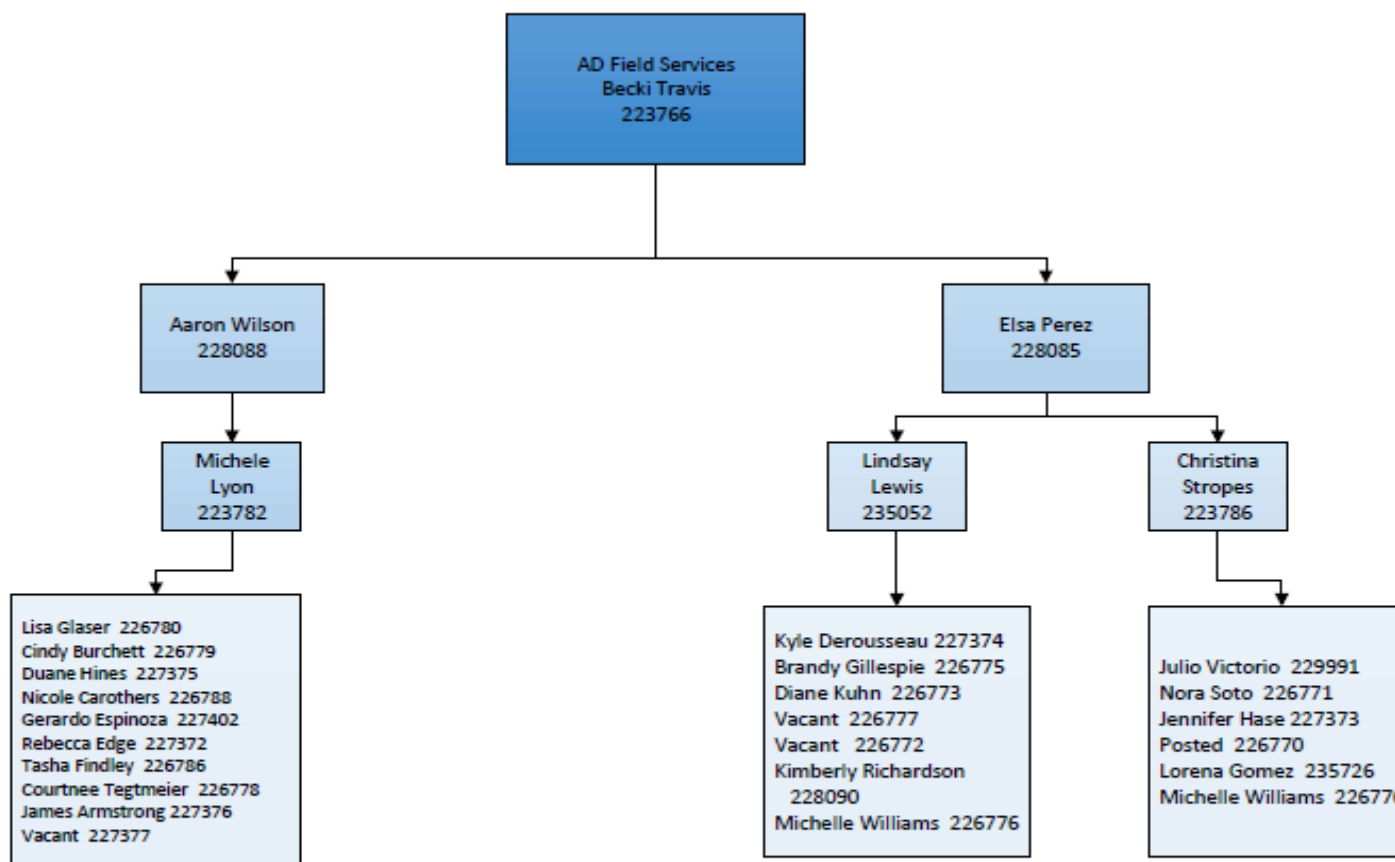 AD Field Services
Becki Travis
223766
Aaron Wilson
228088
Elsa Perez
228085
Michele
Lyon
223782
Lindsay
Lewis
235052
Christina
Stropes
223786
Lisa Glaser 226780
Cindy Burchett 226779
Duane Hines 227375
Nicole Carothers 226788
Gerardo Espinoza 227402
Rebecca Edge 227372
Tasha Findley 226786
Courtnee Tegtmeier 226778
James Armstrong 227376
Vacant 227377
Kyle Derousseau 227374
Brandy Gillespie 226775
Diane Kuhn 226773
Vacant 226777
Vacant 226772
Kimberly Richardson
228090
Michelle Williams 226776
Julio Victorio 229991
Nora Soto 226771
Jennifer Hase 227373
Posted 226770
Lorena Gomez 235726
Michelle Williams